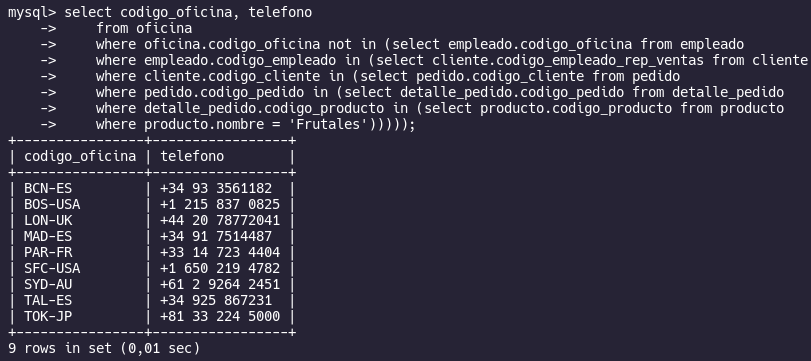 mysql> select codigo_oficina, telefono
    ->     from oficina
    ->     where oficina.codigo_oficina not in (select empleado.codigo_oficina from empleado
    ->     where empleado.codigo_empleado in (select cliente.codigo_empleado_rep_ventas from cliente
    ->     where cliente.codigo_cliente in (select pedido.codigo_cliente from pedido
    ->     where pedido.codigo_pedido in (select detalle_pedido.codigo_pedido from detalle_pedido
    ->     where detalle_pedido.codigo_producto in (select producto.codigo_producto from producto
    ->     where producto.nombre = 'Frutales')))));
+----------------+-----------------+
| codigo_oficina | telefono        |
+----------------+-----------------+
| BCN-ES         | +34 93 3561182  |
| BOS-USA        | +1 215 837 0825 |
| LON-UK         | +44 20 78772041 |
| MAD-ES         | +34 91 7514487  |
| PAR-FR         | +33 14 723 4404 |
| SFC-USA        | +1 650 219 4782 |
| SYD-AU         | +61 2 9264 2451 |
| TAL-ES         | +34 925 867231  |
| TOK-JP         | +81 33 224 5000 |
+----------------+-----------------+
9 rows in set (0,01 sec)